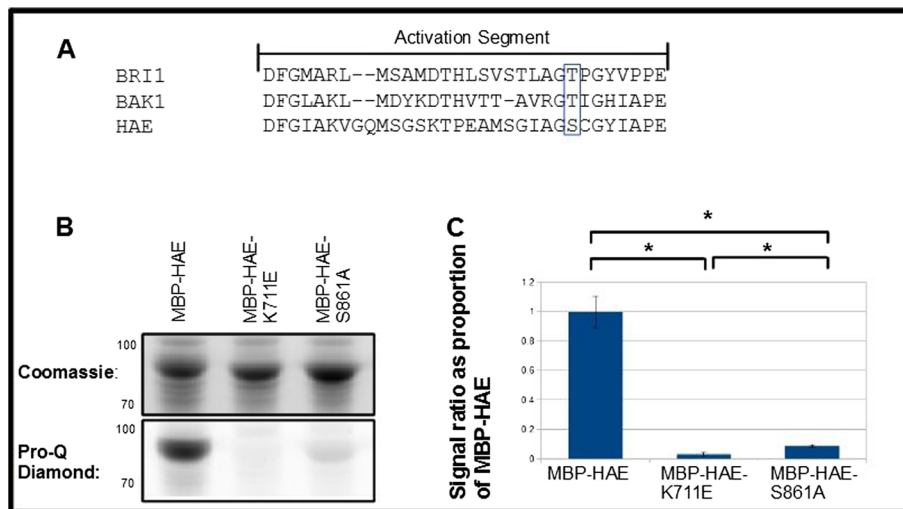 A
Activation Segment
BRI1 DFGMARL--MSAMDTHLSVSTLAGTPGYVPPE
BAK1 DFGLAKL--MDYKDTHVTT-AVRGTIGHIAPE
HAE DFGIAKVGQMSGSKTPEAMSGIAGSCGYIAPE
B
MBP-HAE
MBP-HAE-
K711E
MBP-HAE-
S861A
Coomassie:
100
70
Pro-Q
Diamond:
100
70
C
*
* *
Signal ratio as proportion
of MBP-HAE
1.2
1
0.8
0.6
0.4
0.2
0
MBP-HAE
MBP-HAE-
K711E
MBP-HAE-
S861A